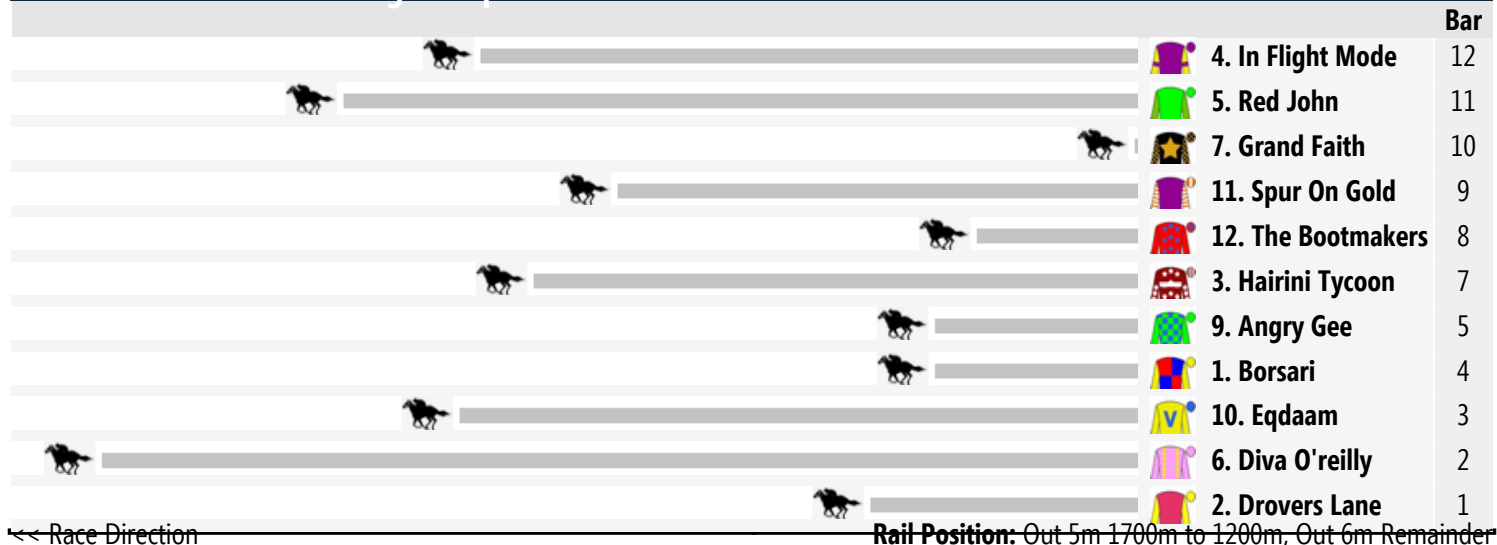 Bar
4. In Flight Mode 12
5. Red John 11
7. Grand Faith 10
11. Spur On Gold 9
12. The Bootmakers 8
3. Hairini Tycoon 7
9. Angry Gee 5
1. Borsari 4
V 10. Eqdaam 3
6. Diva O'reilly 2
2. Drovers Lane 1
<< Race Direction Rail Position: Out 5m 1700m to 1200m, Out 6m Remainder